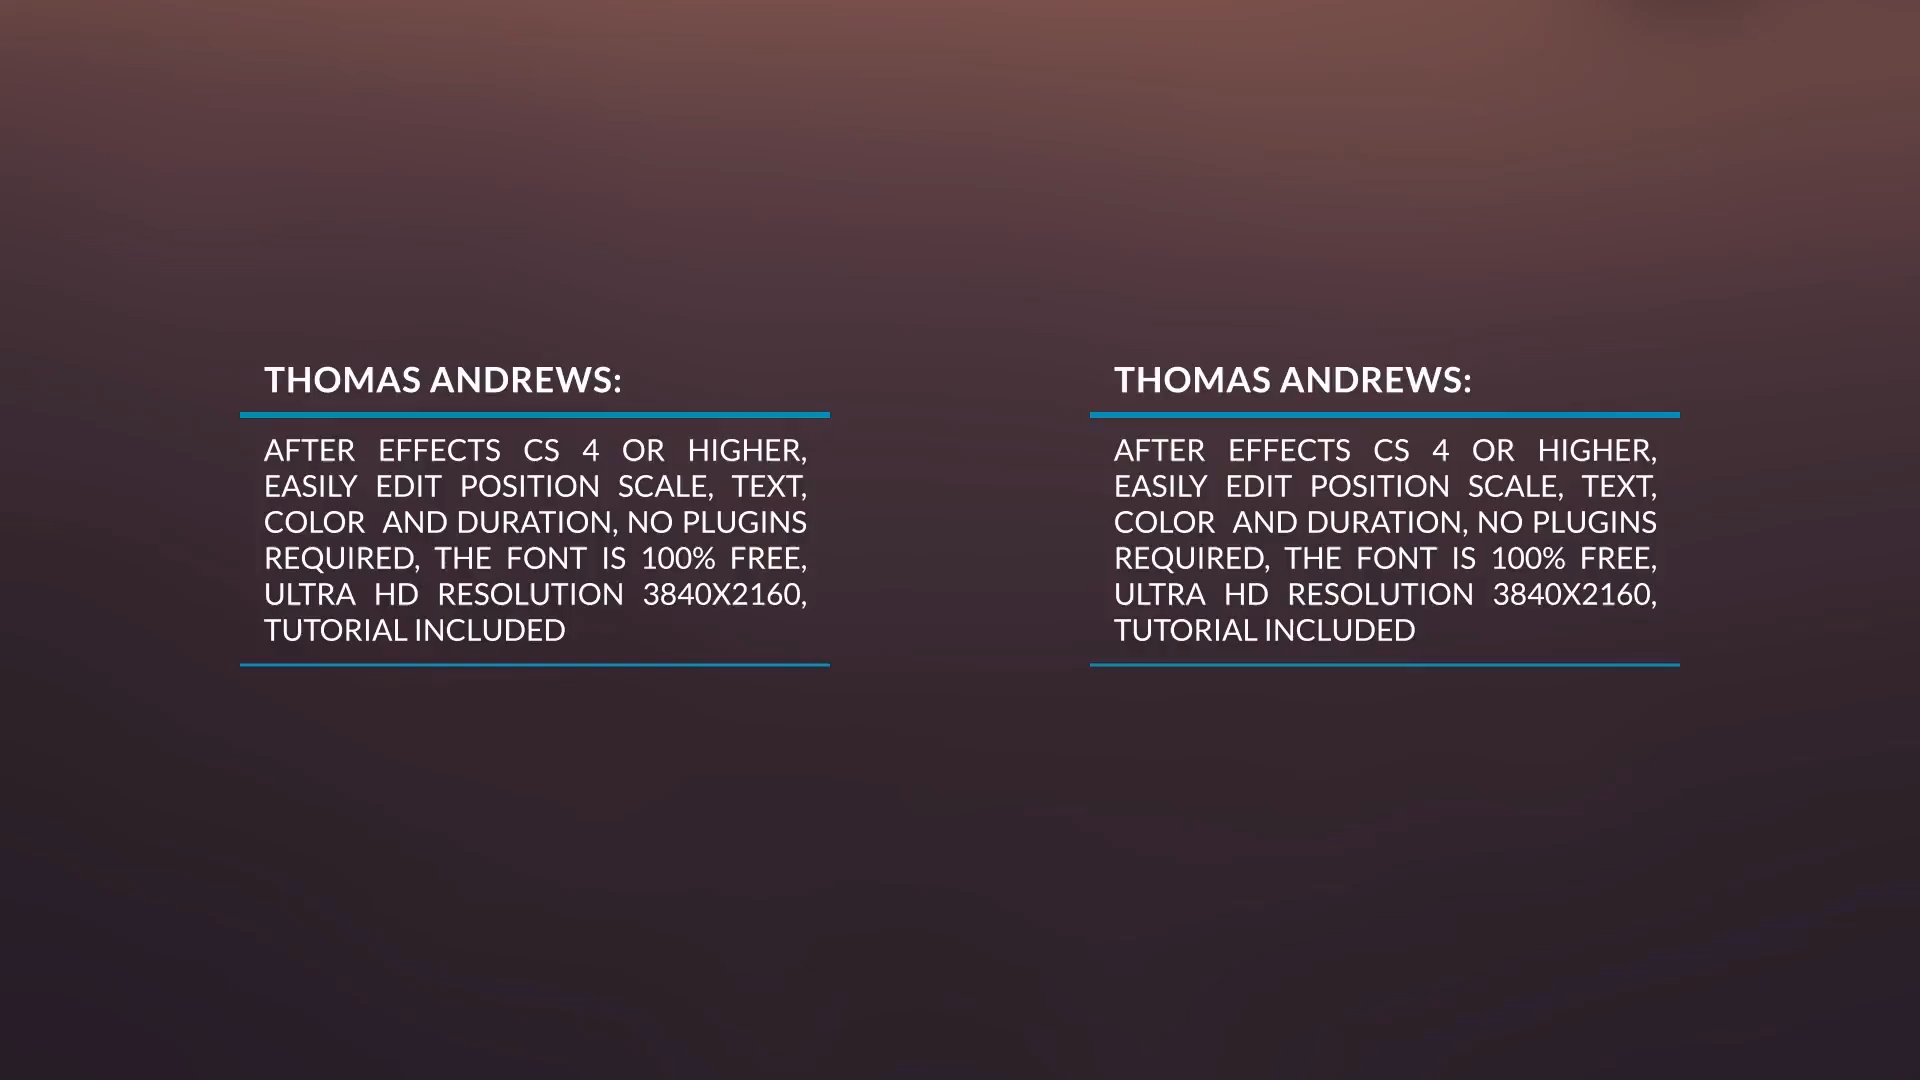 THOMAS ANDREWS:
AFTER EFFECTS CS 4 OR HIGHER,
EASILY EDIT POSITION SCALE, TEXT,
COLOR AND DURATION, NO PLUGINS
REQUIRED, THE FONT IS 100% FREE,
ULTRA HD RESOLUTION 3840X2160,
TUTORIAL INCLUDED
THOMAS ANDREWS:
AFTER EFFECTS CS 4 OR HIGHER,
EASILY EDIT POSITION SCALE, TEXT,
COLOR AND DURATION, NO PLUGINS
REQUIRED, THE FONT IS 100% FREE,
ULTRA HD RESOLUTION 3840X2160,
TUTORIAL INCLUDED